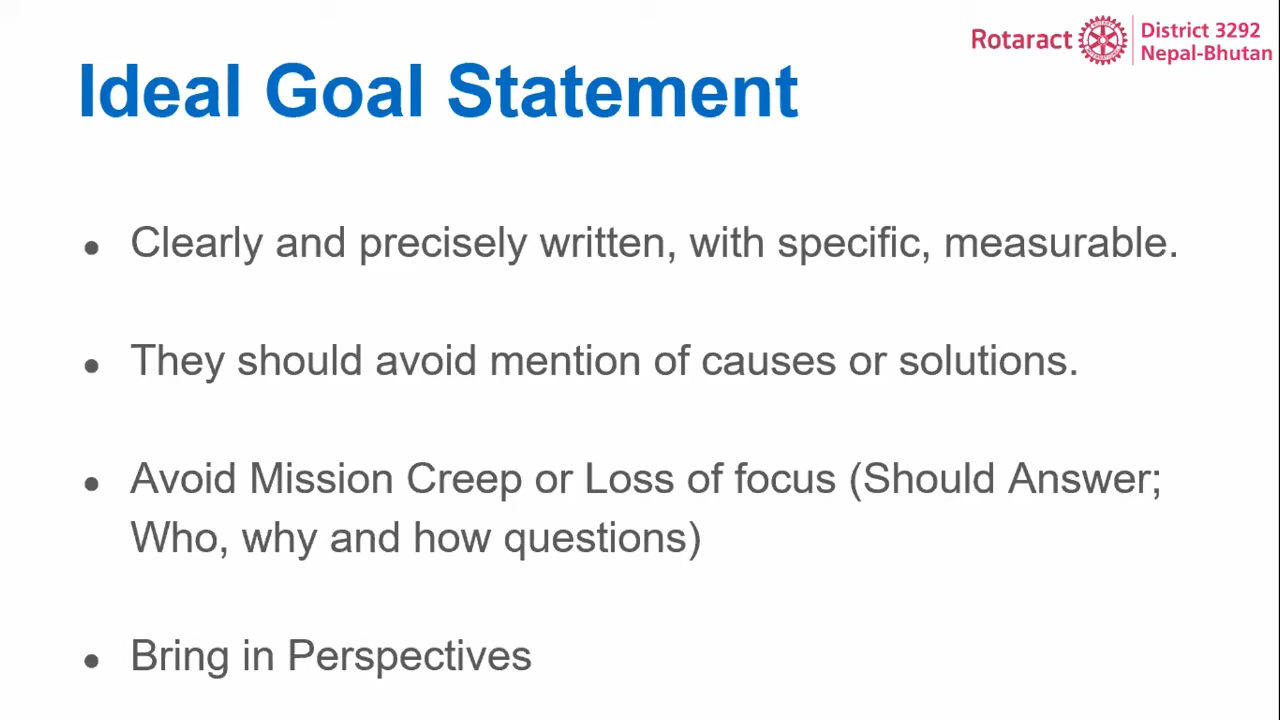 Rotaract
District 3292
Nepal-Bhutan
Ideal Goal Statement
● Clearly and precisely written, with specific, measurable.
● They should avoid mention of causes or solutions.
● Avoid Mission Creep or Loss of focus (Should Answer;
Who, why and how questions)
● Bring in Perspectives